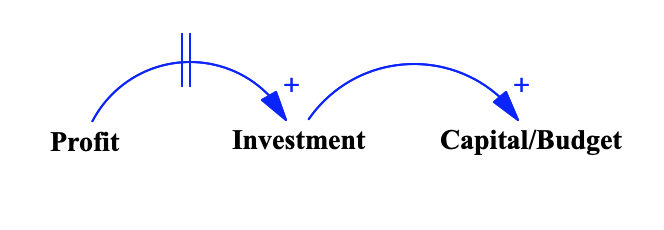 + +
Profit Investment Capital/Budget